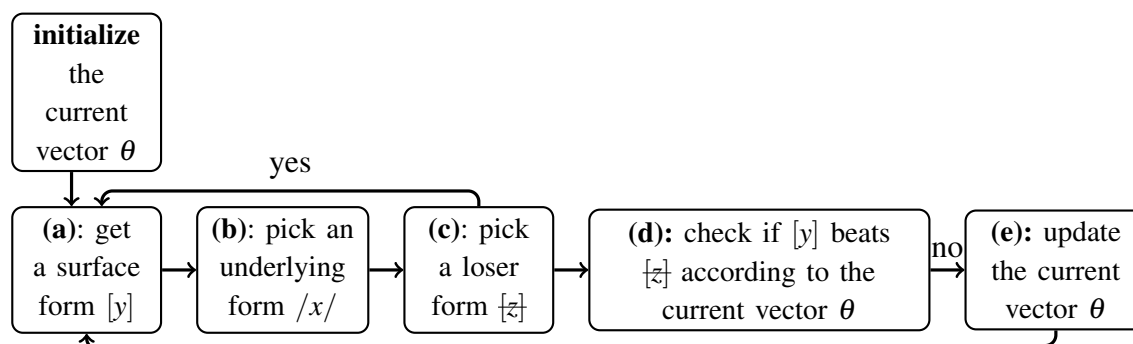 initialize
the
current
vector θ
yes
(a): get
a surface
form [y]
(b): pick an
underlying
form /x/
(c): pick
a loser
form [z]
(d): check if [y] beats
[z] according to the
current vector θ
no
(e): update
the current
vector θ